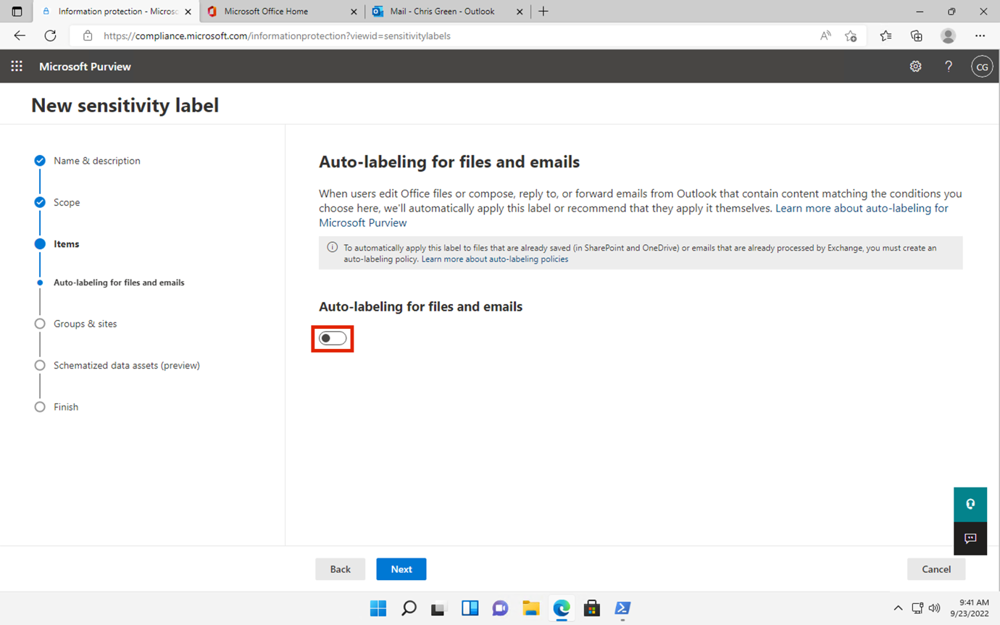 Information protection - Microsc
Microsoft Office Home
Mail - Chris Green - Outlook
https://compliance.microsoft.com/informationprotection?viewid=sensitivitylabels
Microsoft Purview
CG
New sensitivity label
Name & description
Scope
Items
Auto-labeling for files and emails
Groups & sites
Schematized data assets (preview)
Finish
Auto-labeling for files and emails
When users edit Office files or compose, reply to, or forward emails from Outlook that contain content matching the conditions you
choose here, we'll automatically apply this label or recommend that they apply it themselves. Learn more about auto-labeling for
Microsoft Purview
To automatically apply this label to files that are already saved (in SharePoint and OneDrive) or emails that are already processed by Exchange, you must create an
auto-labeling policy. Learn more about auto-labeling policies
Auto-labeling for files and emails
Back
Next
Cancel
9:41 AM
9/23/2022